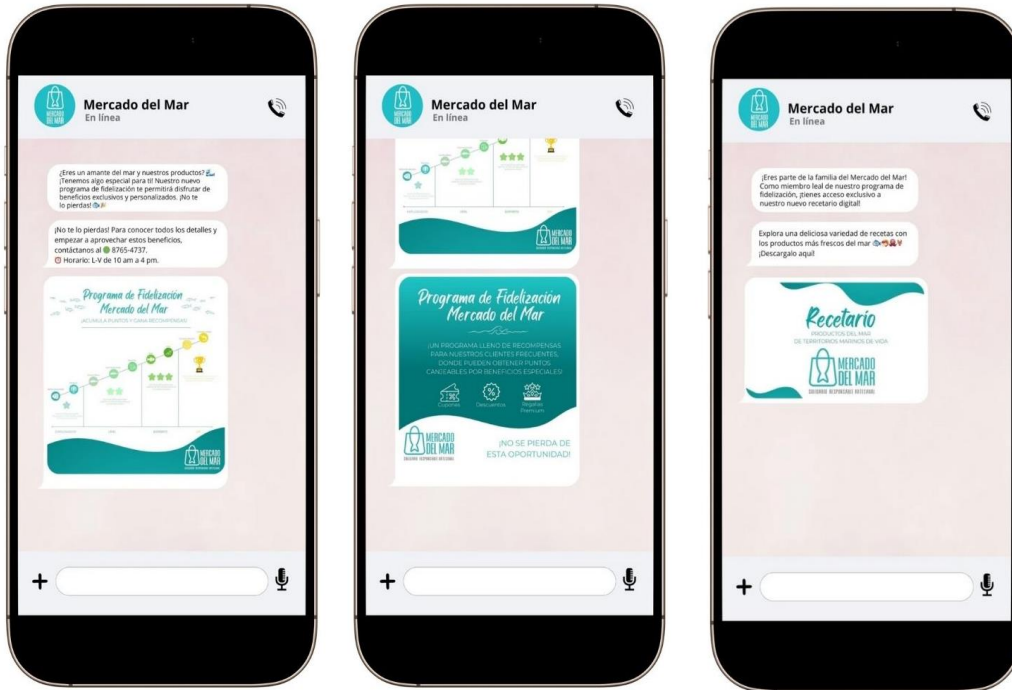 Mercado del Mar
En línea
¿Eres un amante del mar y nuestros productos?
¡Tenemos algo especial para ti! Nuestro nuevo
programa de fidelización te permitirá disfrutar de
beneficios exclusivos y personalizados. ¡No te
lo pierdas!
¡No te lo pierdas! Para conocer todos los detalles y
empezar a aprovechar estos beneficios,
contáctanos al 8765-4737.
Horario: L-V de 10 am a 4 pm.
Programa de Fidelización
Mercado del Mar
¡ACUMULA PUNTOS Y GANA RECOMPENSAS!
MERCADO
DEL MAR
Mercado del Mar
En línea
MERCADO
DEL MAR
Programa de Fidelización
Mercado del Mar
¡UN PROGRAMA LLENO DE RECOMPENSAS
PARA NUESTROS CLIENTES FRECUENTES,
DONDE PUEDEN OBTENER PUNTOS
CANJEABLES POR BENEFICIOS ESPECIALES!
Cupones
Descuentos
Regalías
Premium
MERCADO
DEL MAR
¡NO SE PIERDA DE
ESTA OPORTUNIDAD!
Mercado del Mar
En línea
¡Eres parte de la familia del Mercado del Mar!
Como miembro leal de nuestro programa de
fidelización, ¡tienes acceso exclusivo a
nuestro nuevo recetario digital!
Explora una deliciosa variedad de recetas con
los productos más frescos del mar
¡Descargalo aquí!
Recetario
PRODUCTOS DEL MAR
DE TERRITORIOS MARINOS DE VIDA
MERCADO
DEL MAR